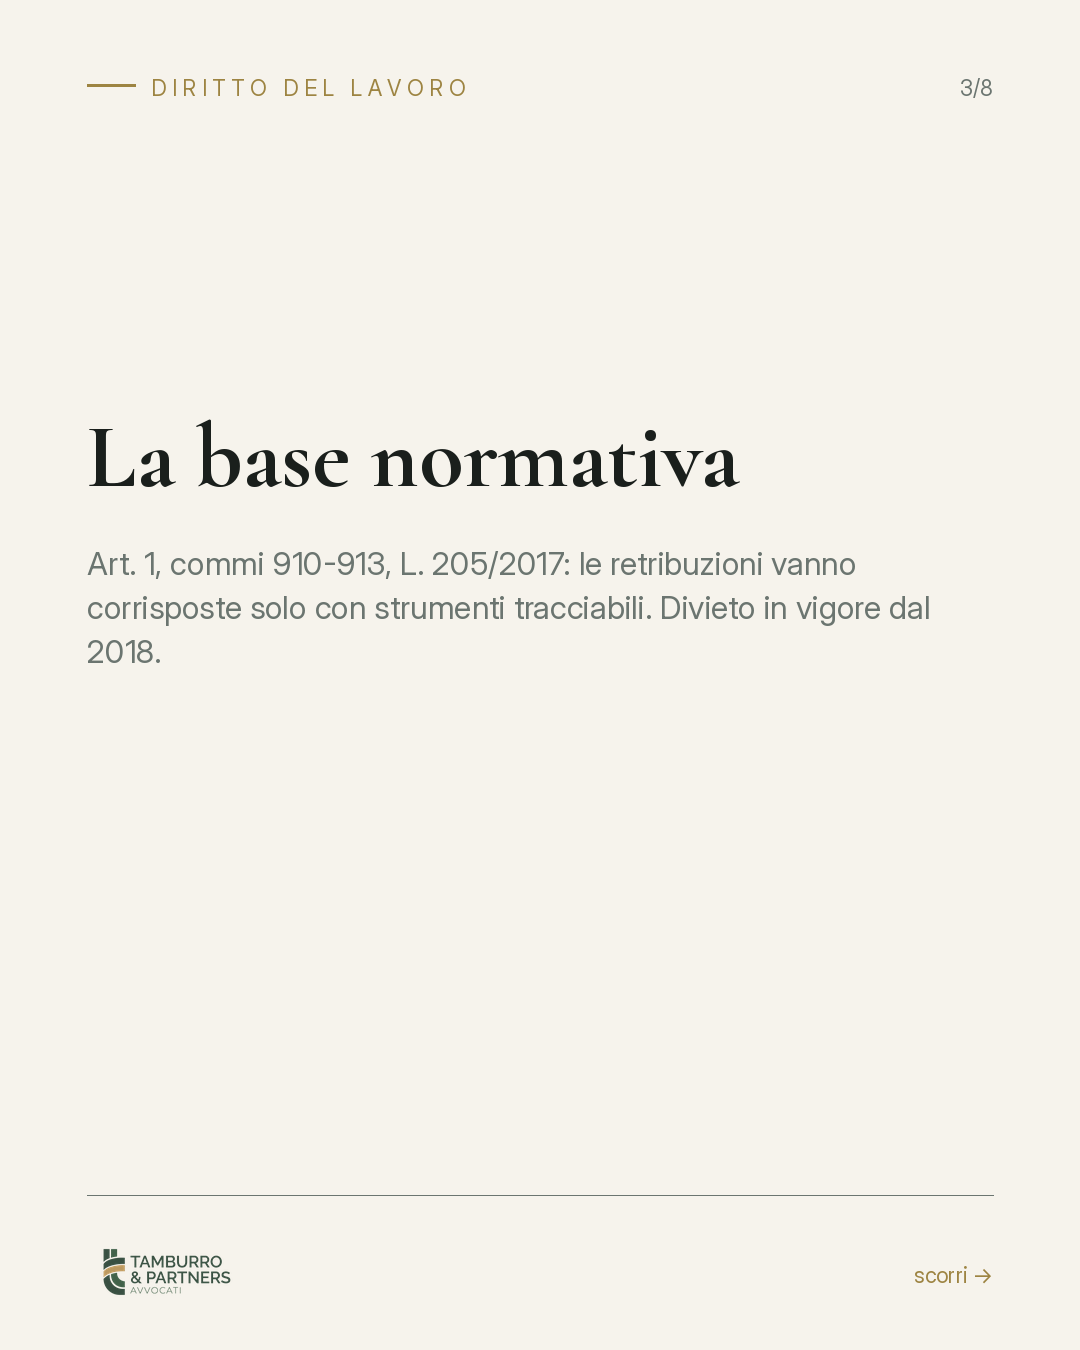 DIRITTO DEL LAVORO
3/8
La base normativa
Art. 1, commi 910-913, L. 205/2017: le retribuzioni vanno
corrisposte solo con strumenti tracciabili. Divieto in vigore dal
2018.
TAMBURRO
& PARTNERS
AVVOCATI
scorri →